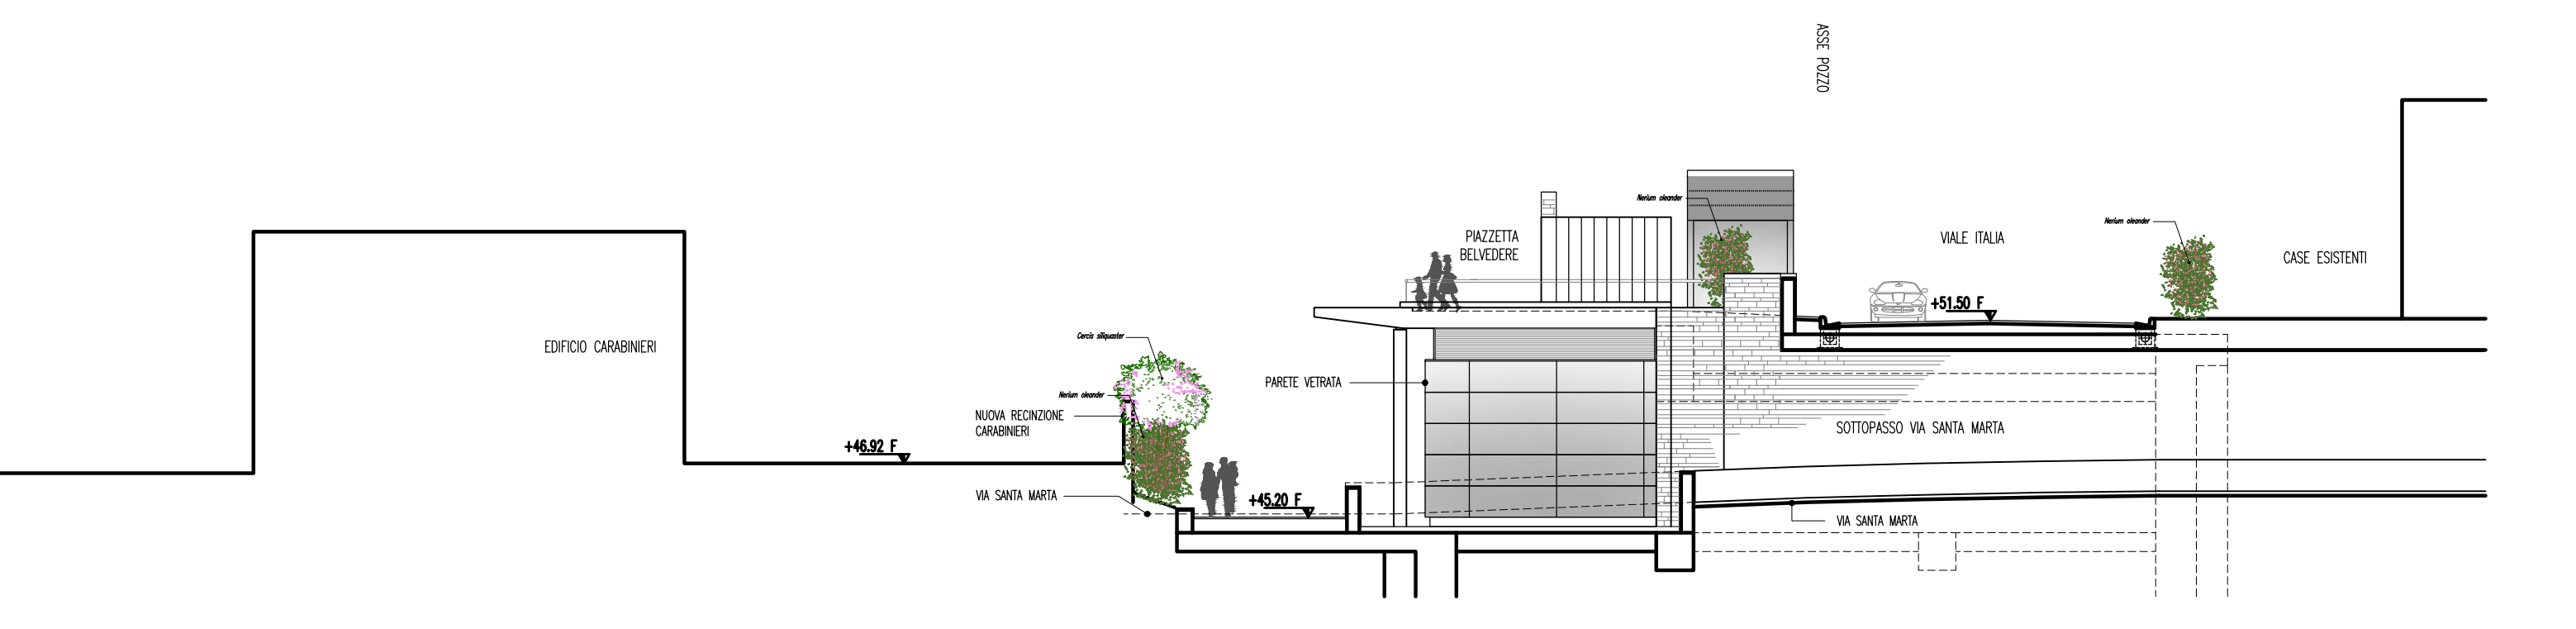 ASSE POZZO
Nerium oleander
Nerium oleander
PIAZZETTA
BELVEDERE
VIALE ITALIA
CASE ESISTENTI
+51.50 F
Cercis siliquaster
EDIFICIO CARABINIERI
PARETE VETRATA
Nerium oleander
NUOVA RECINZIONE
CARABINIERI
SOTTOPASSO VIA SANTA MARTA
+46.92 F
VIA SANTA MARTA
+45.20 F
VIA SANTA MARTA